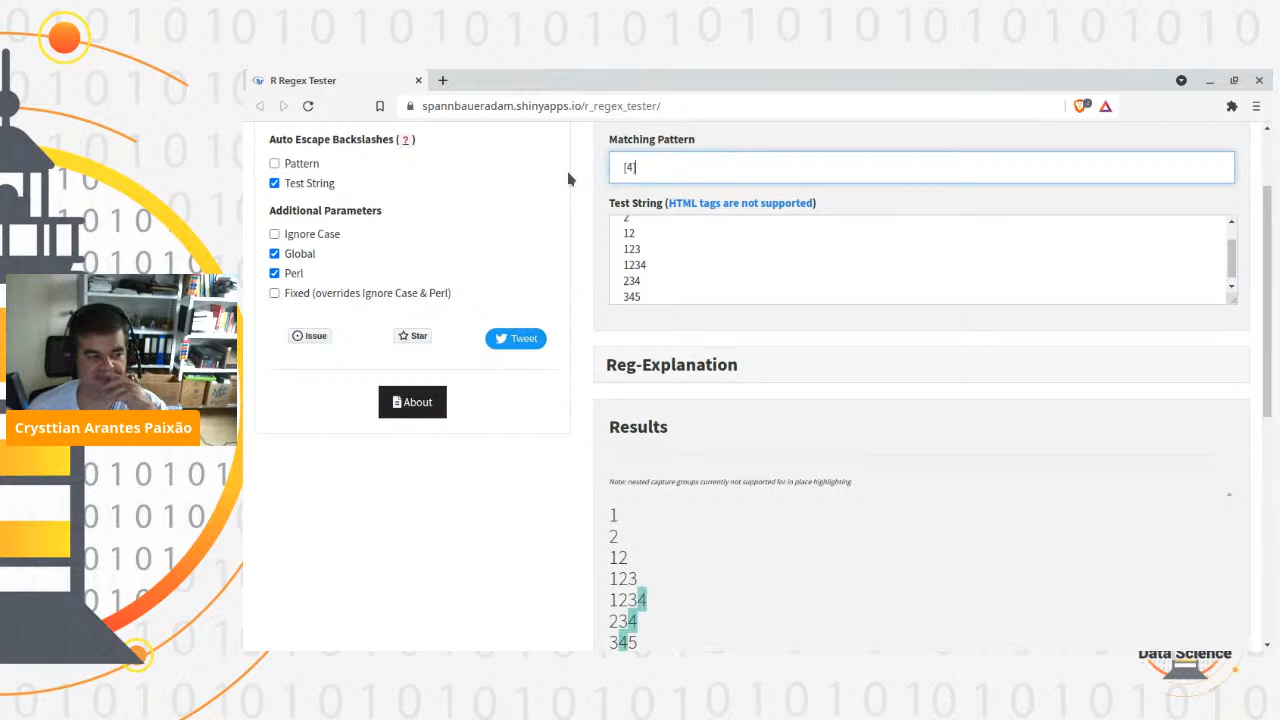 R Regex Tester
spannbaueradam.shinyapps.io/r_regex_tester/
Auto Escape Backslashes ( ? )
Pattern
Test String
Additional Parameters
Ignore Case
Global
Perl
Fixed (overrides Ignore Case & Perl)
Issue
Star
Tweet
About
Matching Pattern
[4]
Test String (HTML tags are not supported)
2
12
123
1234
234
345
Reg-Explanation
Results
Note: nested capture groups currently not supported for in place highlighting
1
2
12
123
1234
234
345
Crysttian Arantes Paixão
Data Science